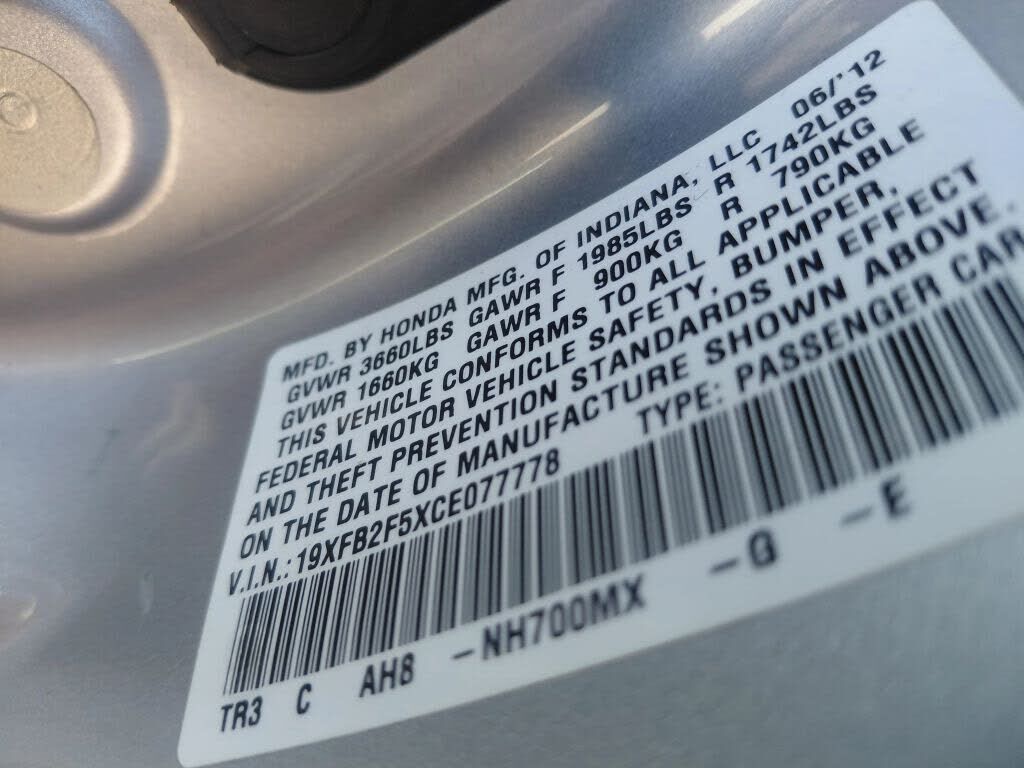 MFD. BY HONDA MFG. OF INDIANA, LLC 06/'12
GVWR 3660LBS GAWR F 1985LBS R 1742LBS
GVWR 1660KG GAWR F 900KG R 790KG
THIS VEHICLE CONFORMS TO ALL APPLICABLE
FEDERAL MOTOR VEHICLE SAFETY, BUMPER,
AND THEFT PREVENTION STANDARDS IN EFFECT
ON THE DATE OF MANUFACTURE SHOWN ABOVE.
V.I.N.: 19XFB2F5XCE077778 TYPE: PASSENGER CAR
TR3 C AH8 -NH700MX -G -E